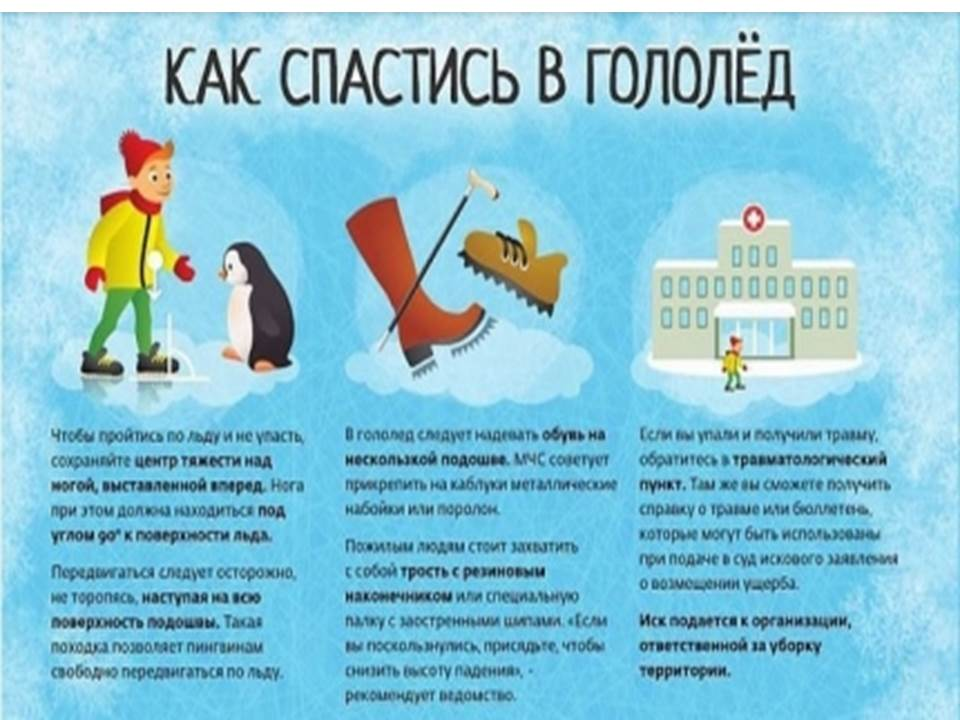 КАК СПАСТИСЬ В ГОЛОЛЁД
Чтобы пройтись по льду и не упасть,
сохраняйте центр тяжести над
ногой, выставленной вперед. Нога
при этом должна находиться под
углом 90° к поверхности льда.
Передвигаться следует осторожно,
не торопясь, наступая на всю
поверхность подошвы. Такая
походка позволяет пингвинам
свободно передвигаться по льду.
В гололед следует надевать обувь на
нескользкой подошве. МЧС советует
прикрепить на каблуки металлические
набойки или поролон.
Пожилым людям стоит захватить
с собой трость с резиновым
наконечником или специальную
палку с заостренными шипами. «Если
вы поскользнулись, присядьте, чтобы
снизить высоту падения», -
рекомендует ведомство.
Если вы упали и получили травму,
обратитесь в травматологический
пункт. Там же вы сможете получить
справку о травме или бюллетень,
которые могут быть использованы
при подаче в суд искового заявления
о возмещении ущерба.
Иск подается к организации,
ответственной за уборку
территории.